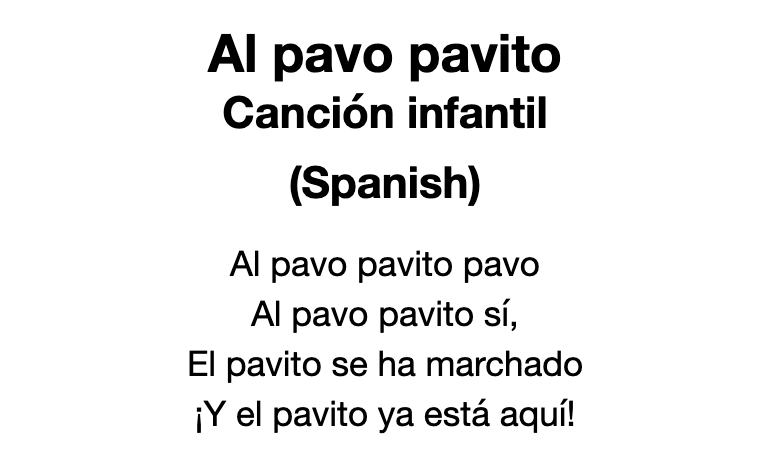 Al pavo pavito
Canción infantil
(Spanish)
Al pavo pavito pavo
Al pavo pavito sí,
El pavito se ha marchado
¡Y el pavito ya está aquí!